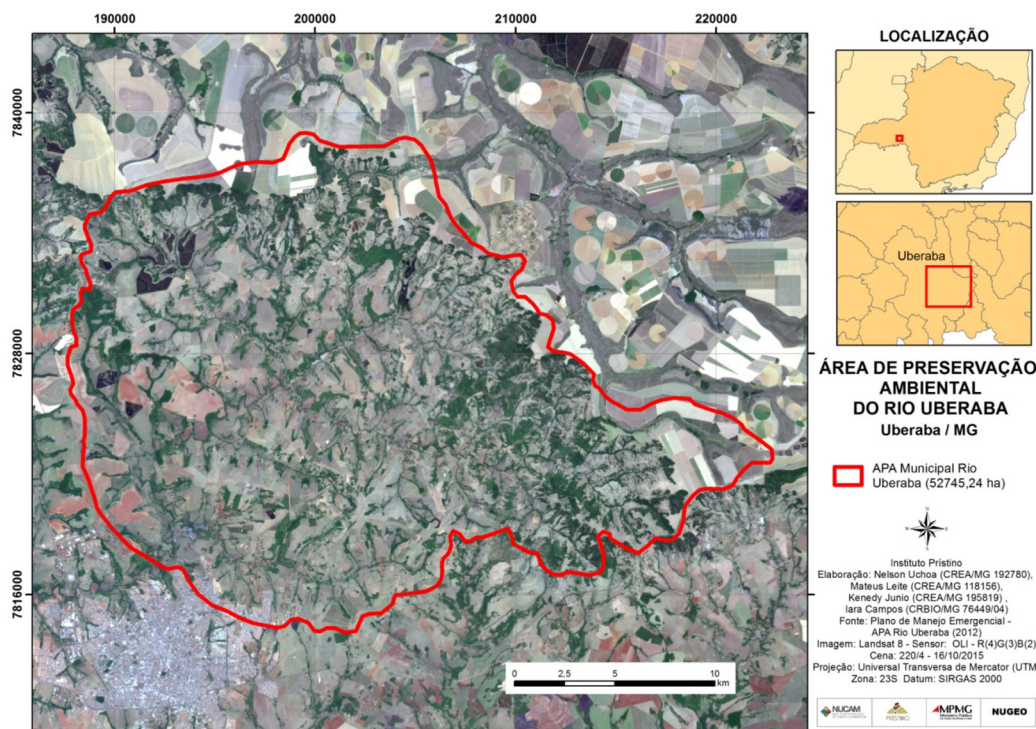 190000 200000 210000 220000
7840000
7828000
7816000
0 2,5 5 10
km
LOCALIZAÇÃO
Uberaba
ÁREA DE PRESERVAÇÃO
AMBIENTAL
DO RIO UBERABA
Uberaba / MG
APA Municipal Rio
Uberaba (52745,24 ha)
N
W E
S
Instituto Pristino
Elaboração: Nelson Uchoa (CREA/MG 192780),
Mateus Leite (CREA/MG 118156),
Kenedy Junio (CREA/MG 195819) ,
Iara Campos (CRBIO/MG 76449/04)
Fonte: Plano de Manejo Emergencial -
APA Rio Uberaba (2012)
Imagem: Landsat 8 - Sensor: OLI - R(4)G(3)B(2)
Cena: 220/4 - 16/10/2015
Projeção: Universal Transversa de Mercator (UTM)
Zona: 23S Datum: SIRGAS 2000
NUCAM PRÍSTINO MPMG NUGEO
Ministério Público